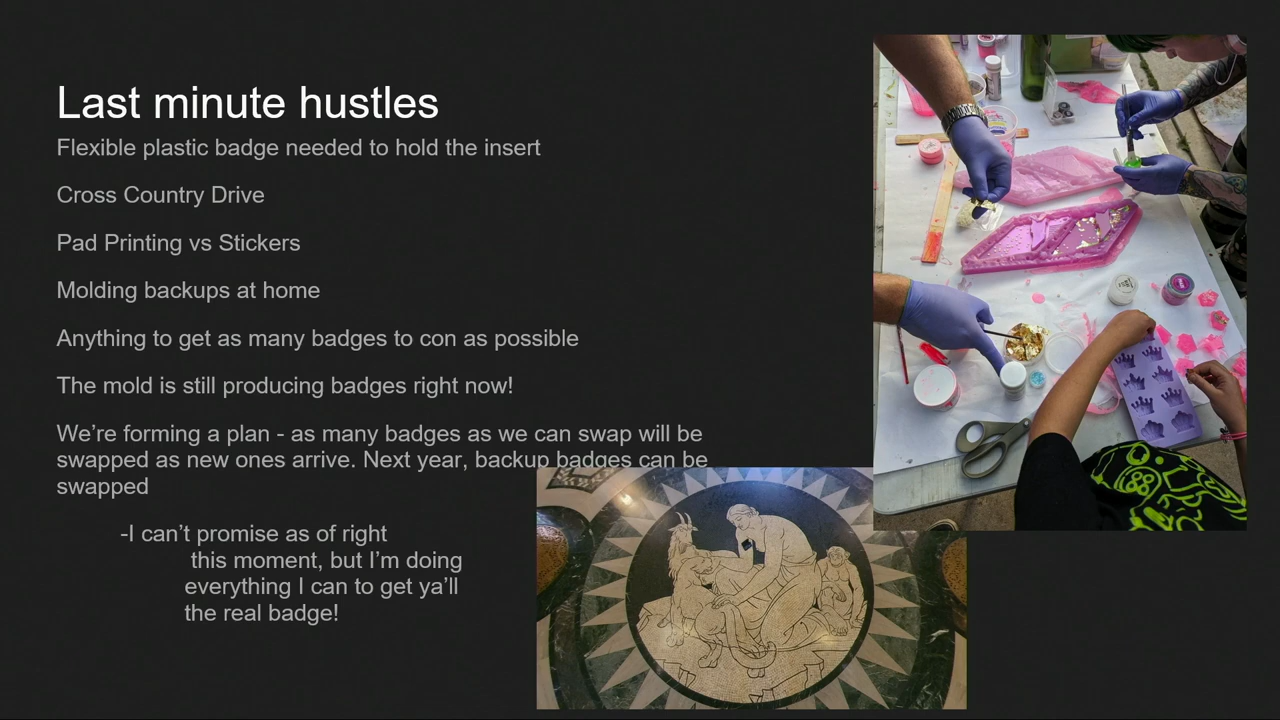 Last minute hustles
Flexible plastic badge needed to hold the insert
Cross Country Drive
Pad Printing vs Stickers
Molding backups at home
Anything to get as many badges to con as possible
The mold is still producing badges right now!
We’re forming a plan - as many badges as we can swap will be
swapped as new ones arrive. Next year, backup badges can be
swapped
-I can’t promise as of right
this moment, but I’m doing
everything I can to get ya’ll
the real badge!